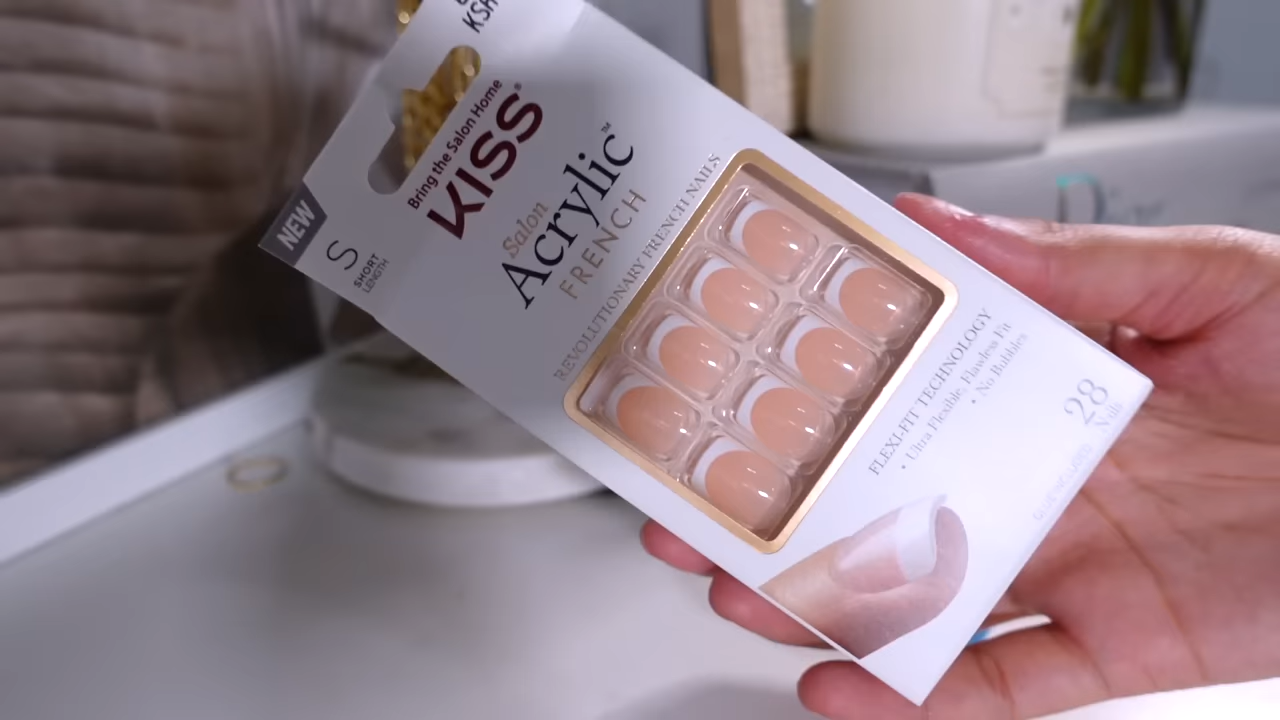 NEW
S
SHORT
LENGTH
Bring the Salon Home
KISS®
Salon
Acrylic™
FRENCH
REVOLUTIONARY FRENCH NAILS
FLEXI-FIT TECHNOLOGY
• Ultra Flexible, Flawless Fit
• No Bubbles
28
Nails